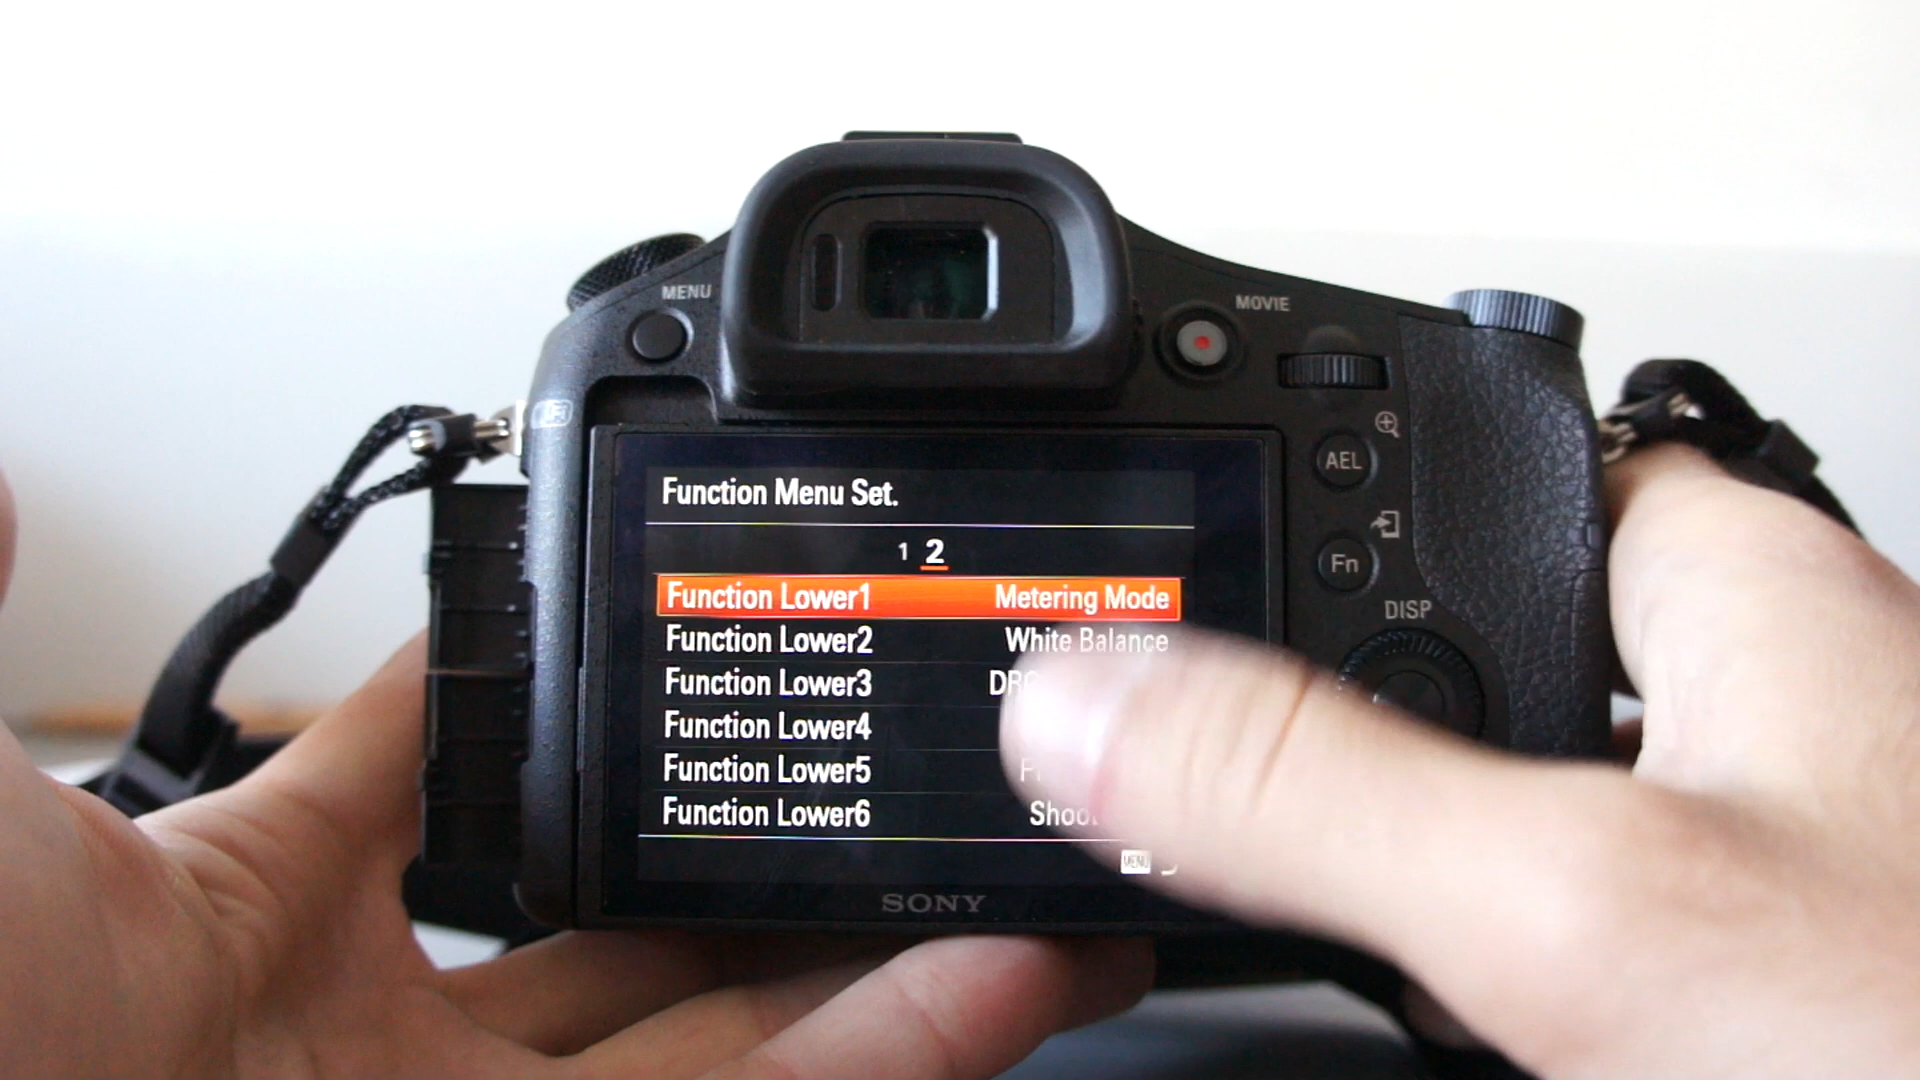 MENU
MOVIE
AEL
Fn
DISP
Function Menu Set.
1 2
Function Lower1 Metering Mode
Function Lower2 White Balance
Function Lower3
Function Lower4
Function Lower5
Function Lower6
MENU
SONY